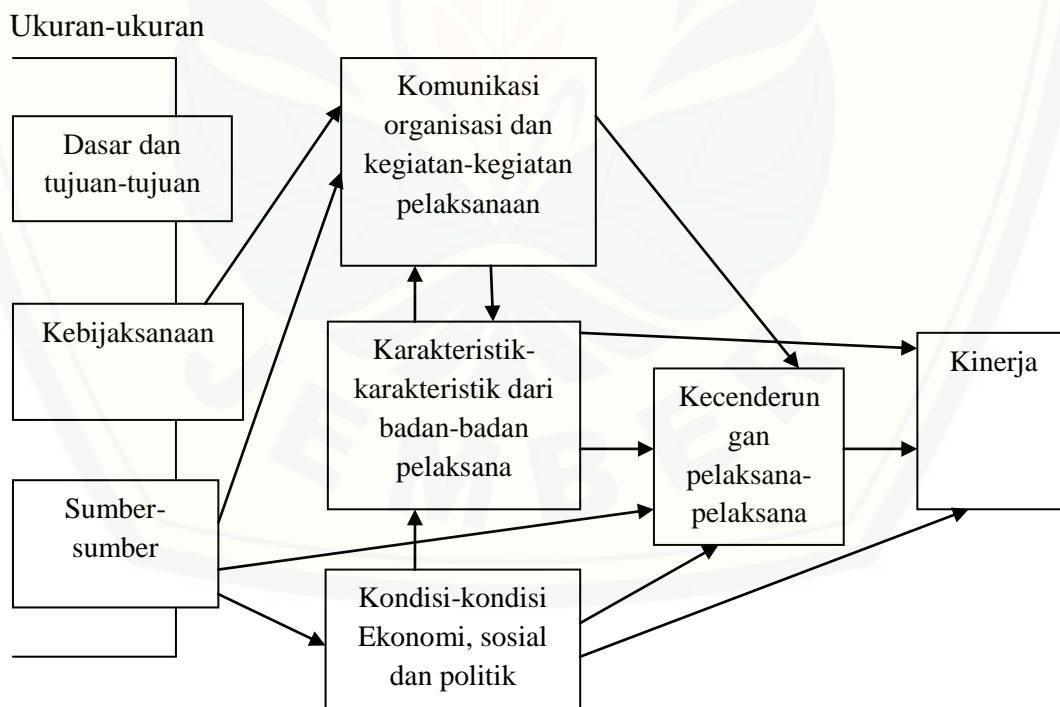 Ukuran-ukuran
Dasar dan
tujuan-tujuan
Kebijaksanaan
Sumber-
sumber
Komunikasi
organisasi dan
kegiatan-kegiatan
pelaksanaan
Karakteristik-
karakteristik dari
badan-badan
pelaksana
Kondisi-kondisi
Ekonomi, sosial
dan politik
Kecenderun
gan
pelaksana-
pelaksana
Kinerja
JEMBER